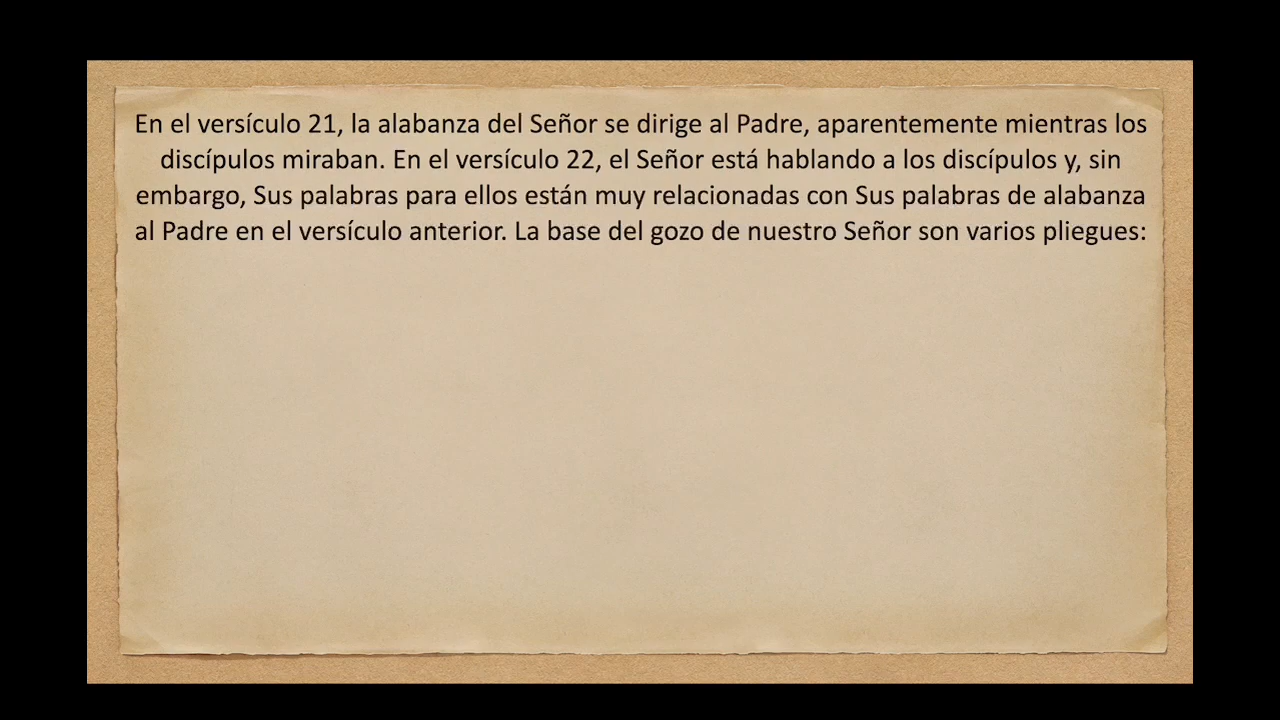 En el versículo 21, la alabanza del Señor se dirige al Padre, aparentemente mientras los
discípulos miraban. En el versículo 22, el Señor está hablando a los discípulos y, sin
embargo, Sus palabras para ellos están muy relacionadas con Sus palabras de alabanza
al Padre en el versículo anterior. La base del gozo de nuestro Señor son varios pliegues: